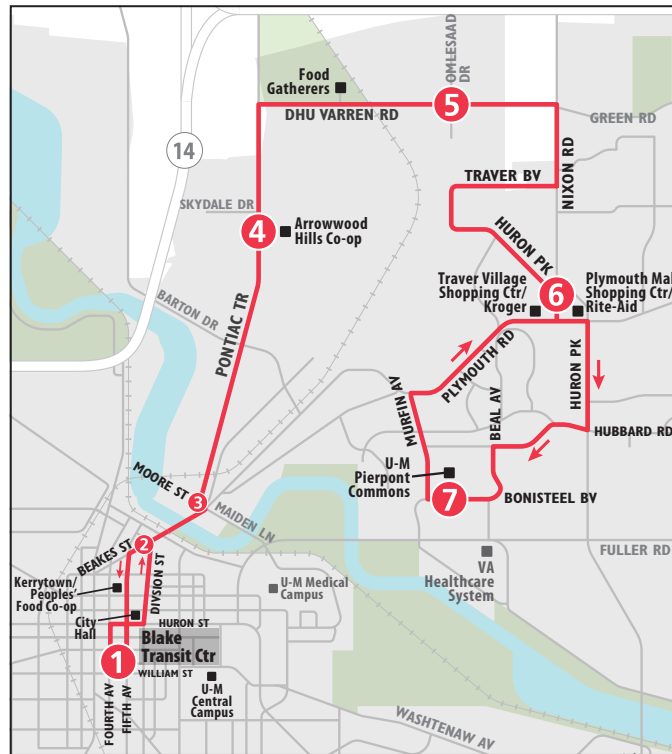 OMLESAAD
DR
Food
Gatherers
5
DHU VARREN RD
GREEN RD
14
NIXON RD
TRAVER BV
SKYDALE DR
4
Arrowwood
Hills Co-op
HURON PK
BARTON DR
PONTIAC TR
Traver Village
Shopping Ctr/
Kroger
6
Plymouth Mal
Shopping Ctr/
Rite-Aid
PLYMOUTH RD
HURON PK
MURFIN AV
BEAL AV
HUBBARD RD
U-M
Pierpont
Commons
7
BONISTEEL BV
MOORE ST
3
MAIDEN LN
BEAKES ST
2
DIVSION ST
FULLER RD
VA
Healthcare
System
Kerrytown/
Peoples'
Food Co-op
U-M Medical
Campus
City
Hall
HURON ST
1
Blake
Transit Ctr
WILLIAM ST
FOURTH AV
FIFTH AV
U-M
Central
Campus
WASHTENAW AV